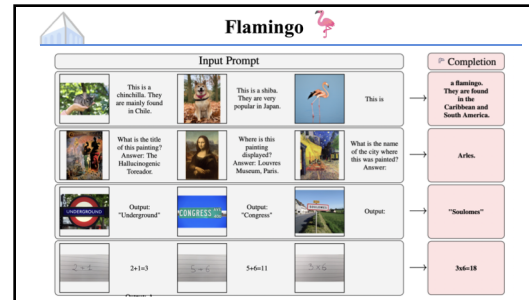 Flamingo
Input Prompt
Completion
This is a
chinchilla. They
are mainly found
in Chile.
This is a shiba.
They are very
popular in Japan.
This is
a flamingo.
They are found
in the
Caribbean and
South America.
What is the title
of this painting?
Answer: The
Hallucinogenic
Toreador.
Where is this
painting
displayed?
Answer: Louvres
Museum, Paris.
What is the name
of the city where
this was painted?
Answer:
Arles.
UNDERGROUND
Output:
"Underground"
CONGRESS
Output:
"Congress"
Output:
"Soulomes"
2+1
2+1=3
5+6
5+6=11
3x6
3x6=18